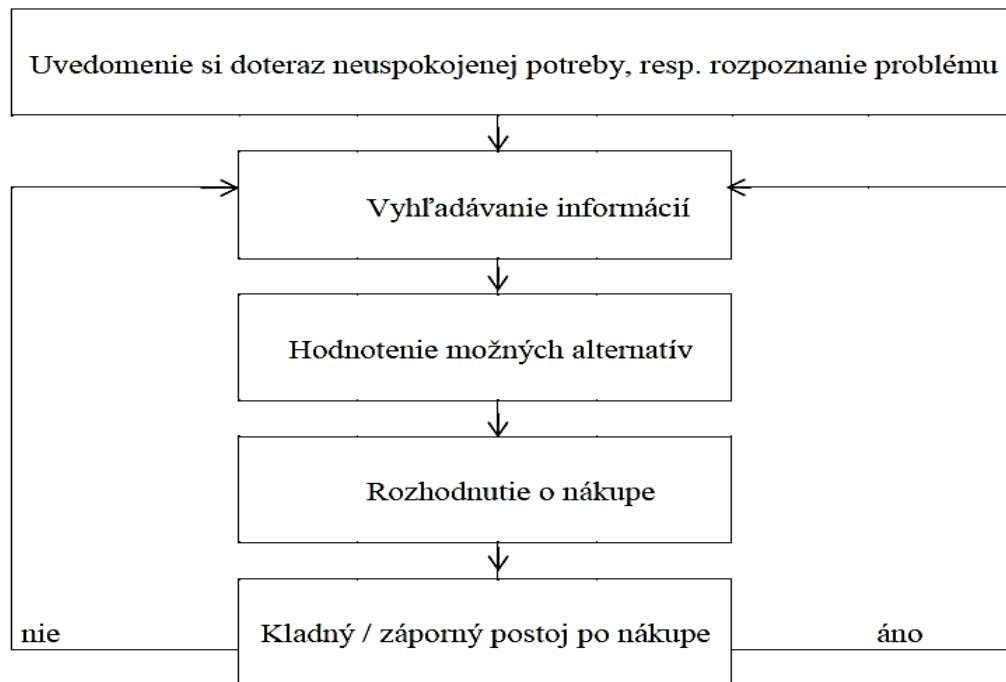 Uvedomenie si doteraz neuspokojenej potreby, resp. rozpoznanie problému
Vyhľadávanie informácií
Hodnotenie možných alternatív
Rozhodnutie o nákupe
nie
Kladný / záporný postoj po nákupe
áno